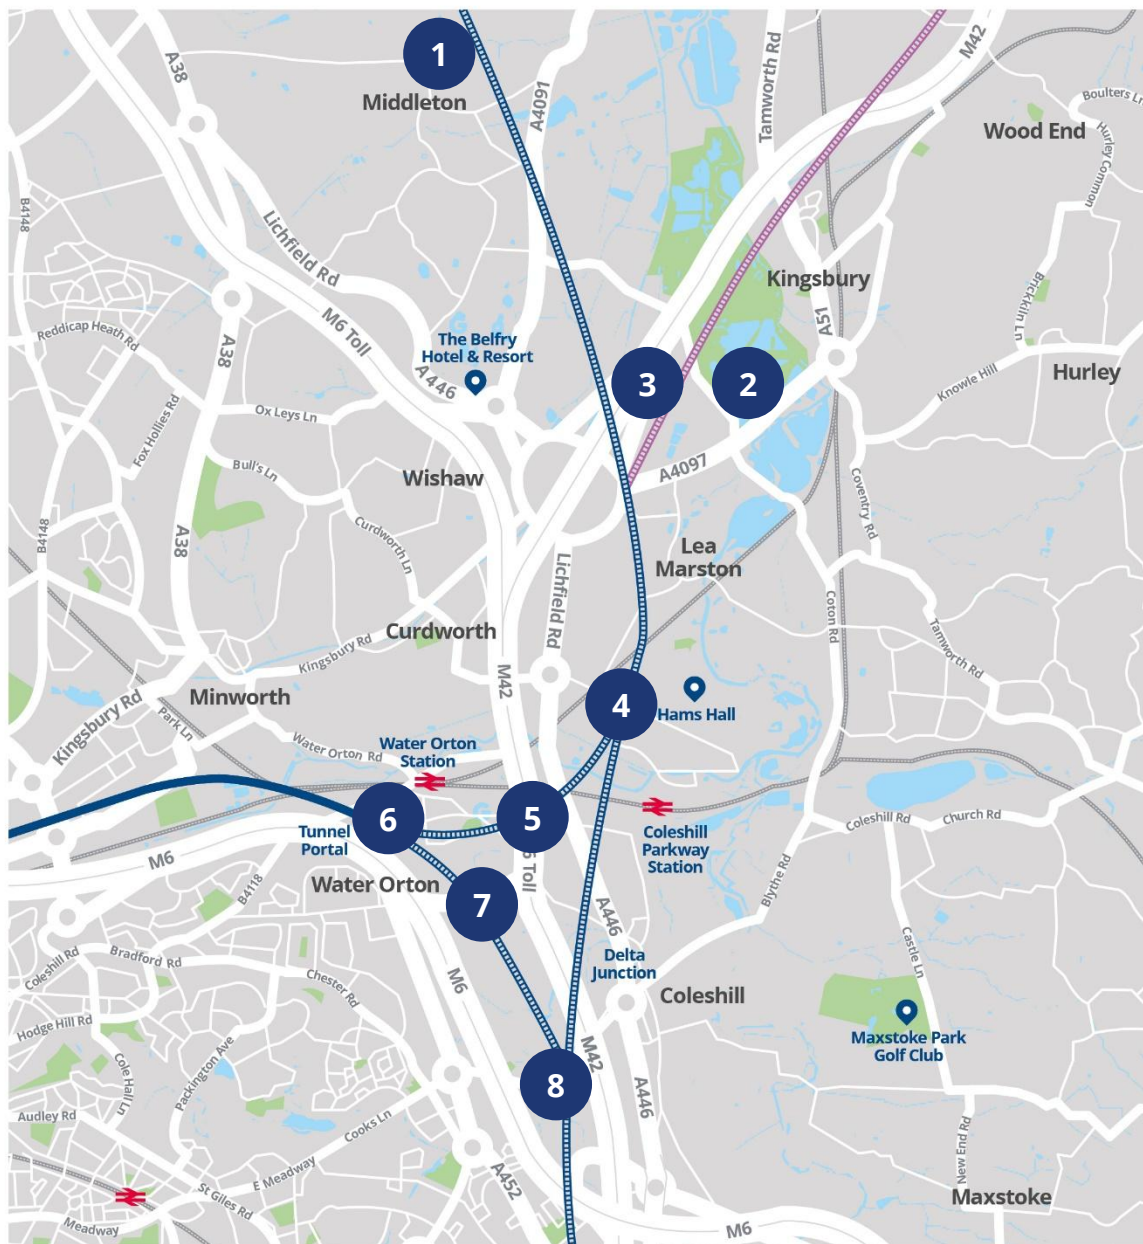 1
M42
A38
Tamworth Rd
Boulters Ln
Middleton
A4091
Wood End
Hurley Common
B4148
Lichfield Rd
Kingsbury
Brickkiln Ln
A51
M6 Toll
Reddicap Heath Rd
A38
The Belfry
Hotel & Resort
A446
3
2
Hurley
Knowle Hill
Fox Hollies Rd
Ox Leys Ln
Bull's Ln
Wishaw
A4097
Coventry Rd
B4148
A38
Curdworth Ln
Lea
Marston
Lichfield Rd
Coton Rd
Tamworth Rd
Curdworth
Kingsbury Rd
M42
Minworth
4
Hams Hall
Kingsbury Rd
Park Ln
Water Orton Rd
Water Orton
Station
6
5
Tunnel
Portal
Coleshill
Parkway
Station
Coleshill Rd
Church Rd
M6
6 Toll
Water Orton
B4118
7
Blythe Rd
A446
Castle Ln
Coleshill Rd
Bradford Rd
Chester Rd
M6
Delta
Junction
Coleshill
Hodge Hill Rd
Maxstoke Park
Golf Club
Packington Ave
Cole Hall Ln
M42
8
A446
Audley Rd
Cooks Ln
New End Rd
E Meadway
A452
St Giles Rd
Maxstoke
Meadway
M6